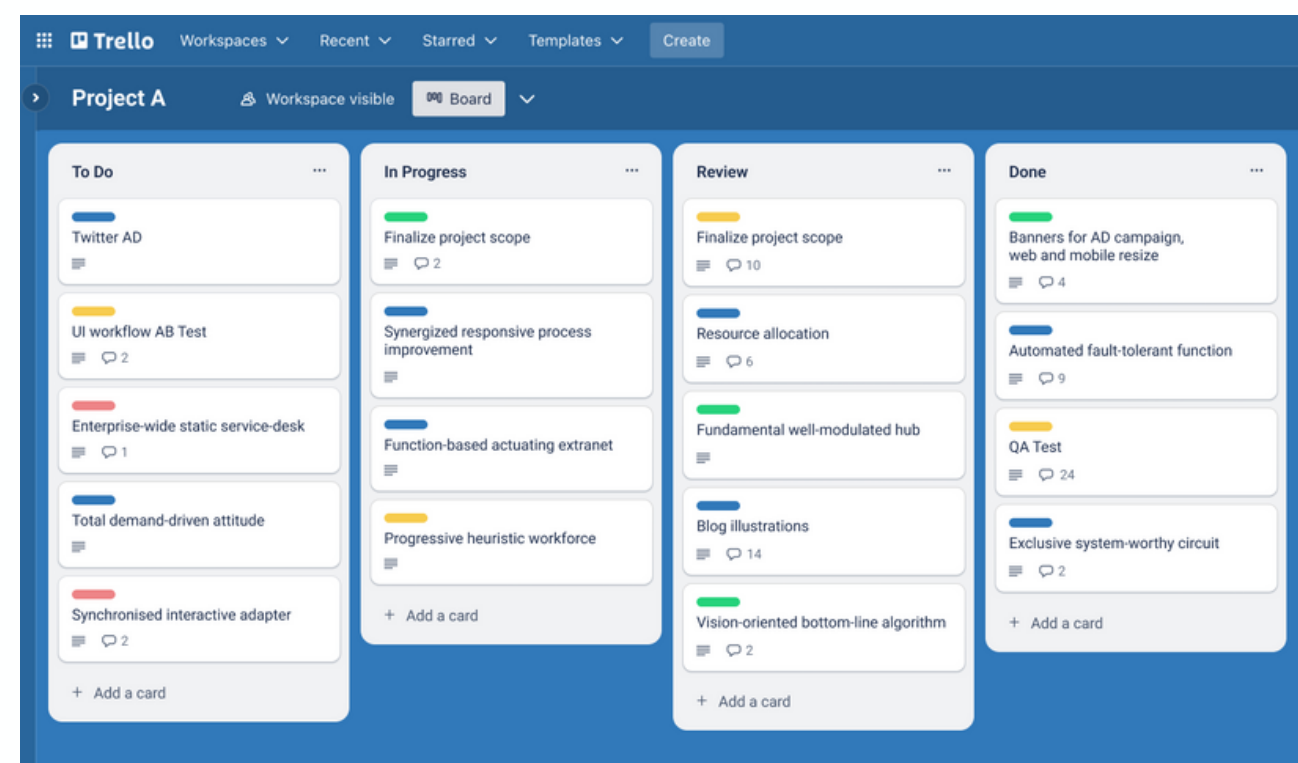 Trello Workspaces Recent Starred Templates Create
Project A Workspace visible Board
To Do
Twitter AD
UI workflow AB Test
2
Enterprise-wide static service-desk
1
Total demand-driven attitude
Synchronised interactive adapter
2
+ Add a card
In Progress
Finalize project scope
2
Synergized responsive process
improvement
Function-based actuating extranet
Progressive heuristic workforce
+ Add a card
Review
Finalize project scope
10
Resource allocation
6
Fundamental well-modulated hub
Blog illustrations
14
Vision-oriented bottom-line algorithm
2
+ Add a card
Done
Banners for AD campaign,
web and mobile resize
4
Automated fault-tolerant function
9
QA Test
24
Exclusive system-worthy circuit
2
+ Add a card